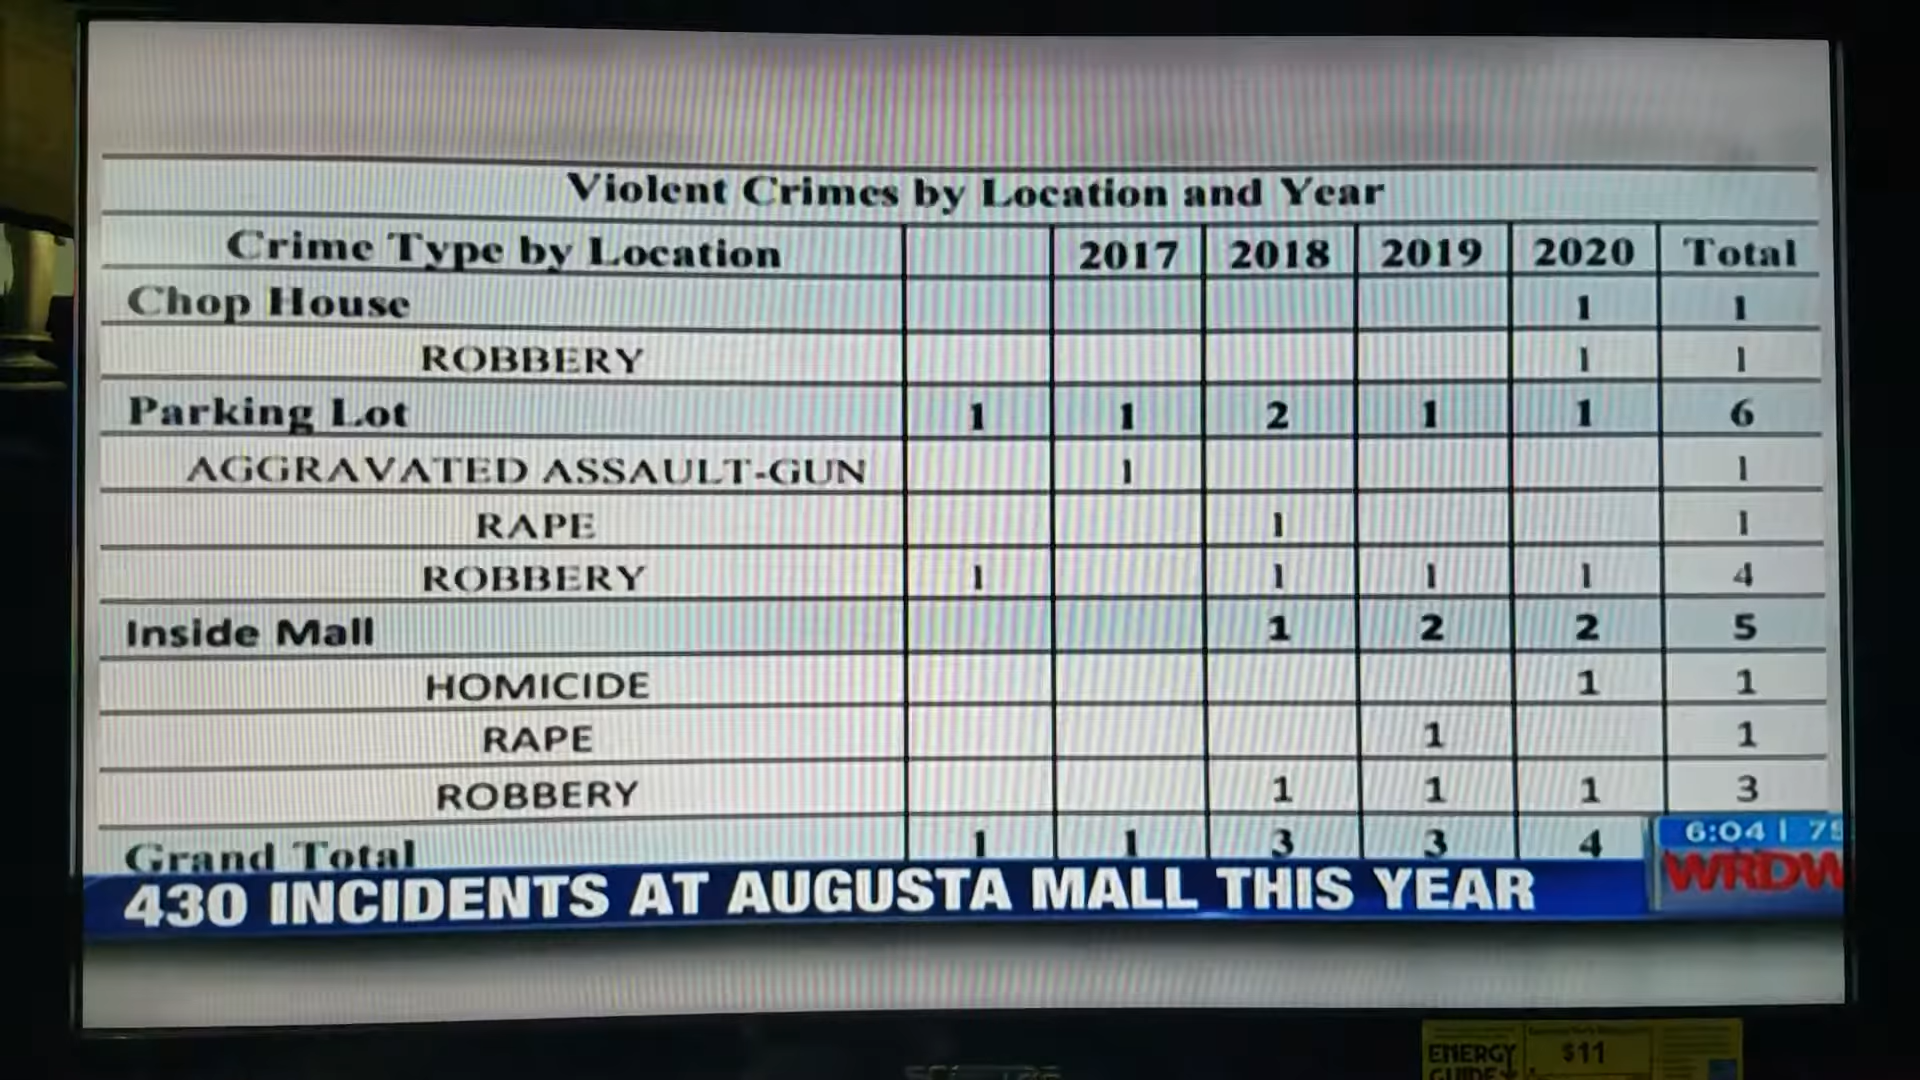 Violent Crimes by Location and Year
Crime Type by Location 2017 2018 2019 2020 Total
Chop House 1 1
ROBBERY 1 1
Parking Lot 1 1 2 1 1 6
AGGRAVATED ASSAULT-GUN 1 1
RAPE 1 1
ROBBERY 1 1 1 1 4
Inside Mall 1 2 2 5
HOMICIDE 1 1
RAPE 1 1
ROBBERY 1 1 1 3
Grand Total 1 1 3 3 4
6:04 75
WRDW
430 INCIDENTS AT AUGUSTA MALL THIS YEAR
ENERGY $11
GUIDE